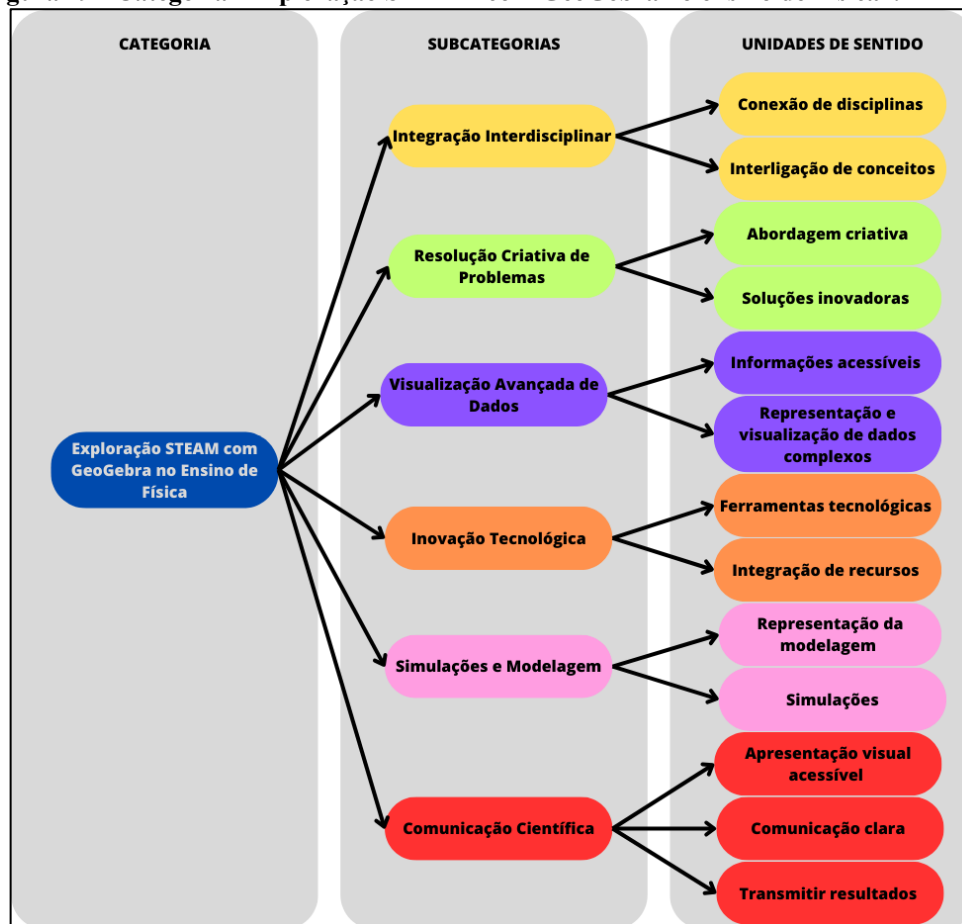 CATEGORIA
SUBCATEGORIAS
UNIDADES DE SENTIDO
Exploração STEAM com
GeoGebra no Ensino de
Física
Integração Interdisciplinar
Conexão de disciplinas
Interligação de conceitos
Resolução Criativa de
Problemas
Abordagem criativa
Soluções inovadoras
Visualização Avançada de
Dados
Informações acessíveis
Representação e
visualização de dados
complexos
Inovação Tecnológica
Ferramentas tecnológicas
Integração de recursos
Simulações e Modelagem
Representação da
modelagem
Simulações
Comunicação Científica
Apresentação visual
acessível
Comunicação clara
Transmitir resultados